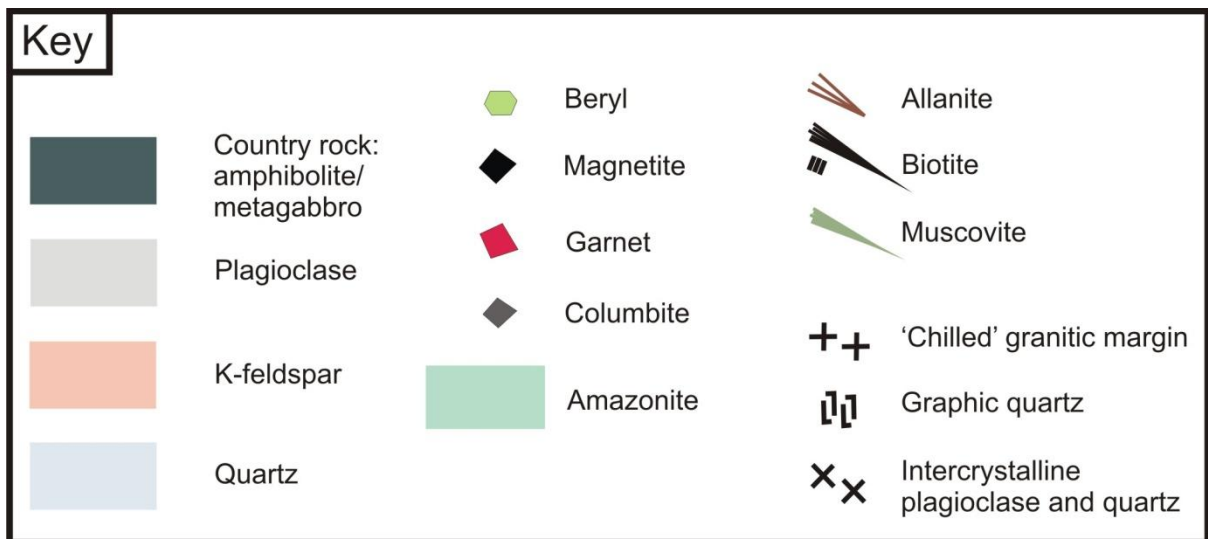 Key
Country rock:
amphibolite/
metagabbro
Plagioclase
K-feldspar
Quartz
Beryl
Magnetite
Garnet
Columbite
Amazonite
Allanite
Biotite
Muscovite
‘Chilled’ granitic margin
Graphic quartz
Intercrystalline
plagioclase and quartz